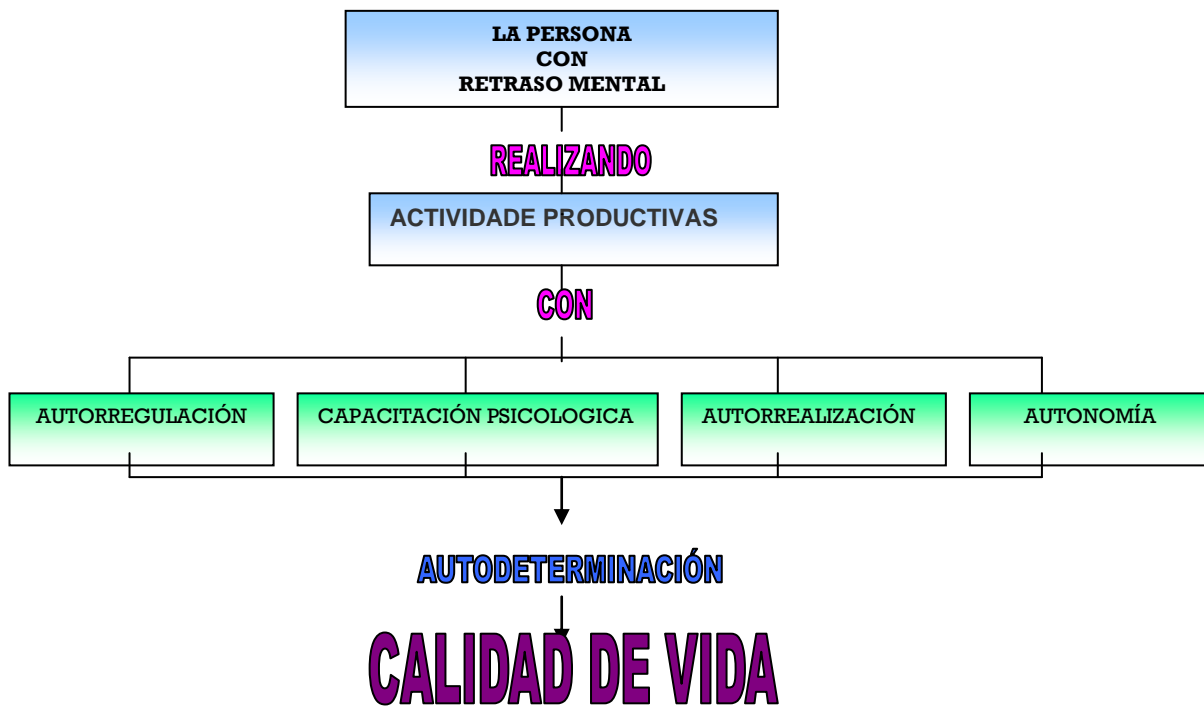 LA PERSONA
CON
RETRASO MENTAL
REALIZANDO
ACTIVIDADE PRODUCTIVAS
CON
AUTORREGULACIÓN
CAPACITACIÓN PSICOLOGICA
AUTORREALIZACIÓN
AUTONOMÍA
AUTODETERMINACIÓN
CALIDAD DE VIDA